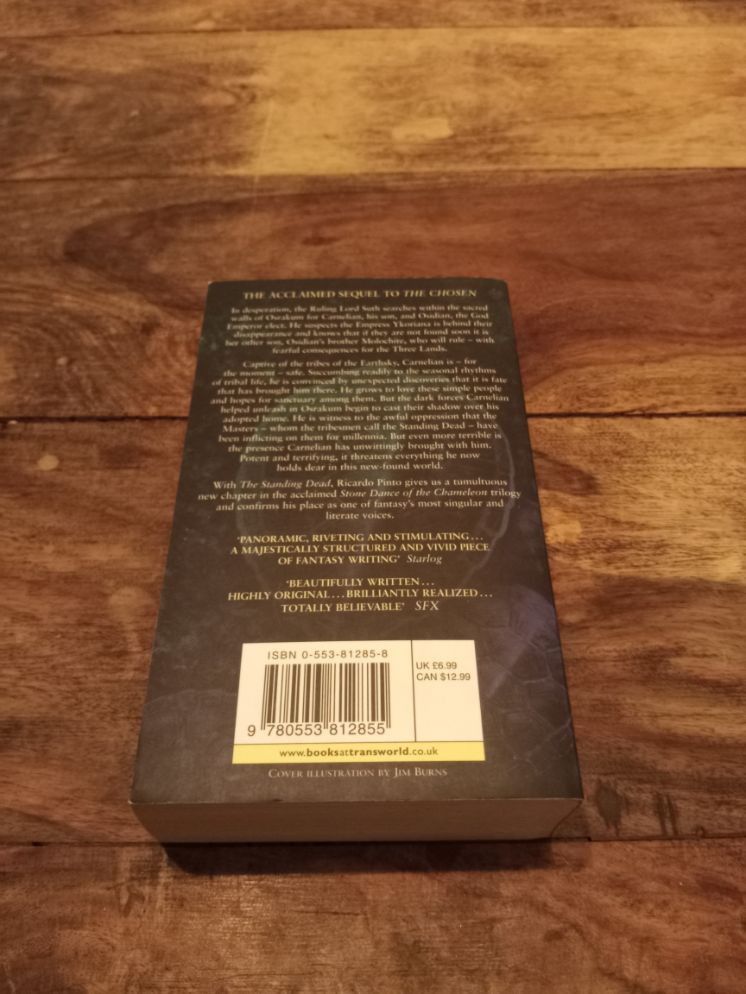 THE ACCLAIMED SEQUEL TO THE CHOSEN
In desperation, the Ruling Lord Suth searches within the sacred
walls of Osrakum for Carnelian, his son, and Osidian, the God
Emperor elect. He suspects the Empress Ykoriana is behind their
disappearance and knows that if they are not found soon it is
her other son, Osidian's brother Molochite, who will rule – with
fearful consequences for the Three Lands.
Captive of the tribes of the Earthsky, Carnelian is – for
the moment – safe. Succumbing readily to the seasonal rhythms
of tribal life, he is convinced by unexpected discoveries that it is fate
that has brought him there. He grows to love these simple people
and hopes for sanctuary among them. But the dark forces Carnelian
helped unleash in Osrakum begin to cast their shadow over his
adopted home. He is witness to the awful oppression that the
Masters – whom the tribesmen call the Standing Dead – have
been inflicting on them for millennia. But even more terrible is
the presence Carnelian has unwittingly brought with him.
Potent and terrifying, it threatens everything he now
holds dear in this new-found world.
With The Standing Dead, Ricardo Pinto gives us a tumultuous
new chapter in the acclaimed Stone Dance of the Chameleon trilogy
and confirms his place as one of fantasy's most singular and
literate voices.
'PANORAMIC, RIVETING AND STIMULATING...
A MAJESTICALLY STRUCTURED AND VIVID PIECE
OF FANTASY WRITING' Starlog
'BEAUTIFULLY WRITTEN...
HIGHLY ORIGINAL...BRILLIANTLY REALIZED...
TOTALLY BELIEVABLE' SFX
ISBN 0-553-81285-8
UK £6.99
CAN $12.99
9 780553 812855
www.booksattransworld.co.uk
COVER ILLUSTRATION BY JIM BURNS